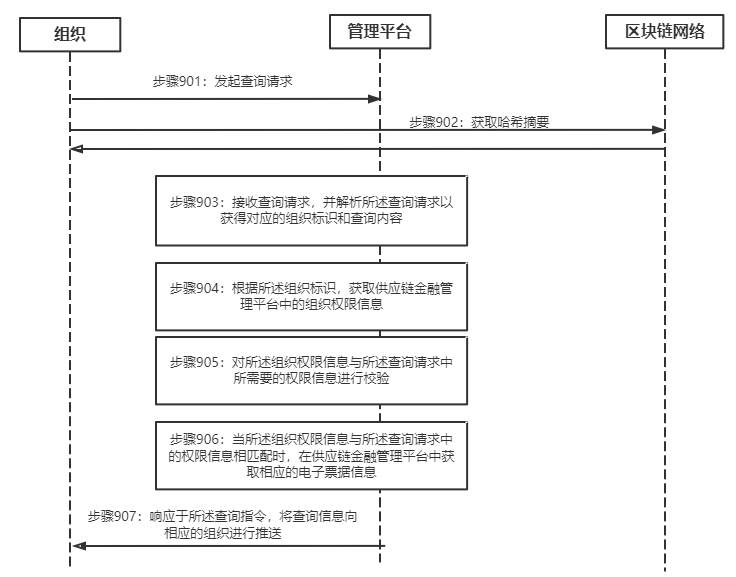 组织
管理平台
区块链网络
步骤901：发起查询请求
步骤902：获取哈希摘要
步骤903：接收查询请求，并解析所述查询请求以
获得对应的组织标识和查询内容
步骤904：根据所述组织标识，获取供应链金融管
理平台中的组织权限信息
步骤905：对所述组织权限信息与所述查询请求中
所需要的权限信息进行校验
步骤906：当所述组织权限信息与所述查询请求中
的权限信息相匹配时，在供应链金融管理平台中获
取相应的电子票据信息
步骤907：响应于所述查询指令，将查询信息向
相应的组织进行推送